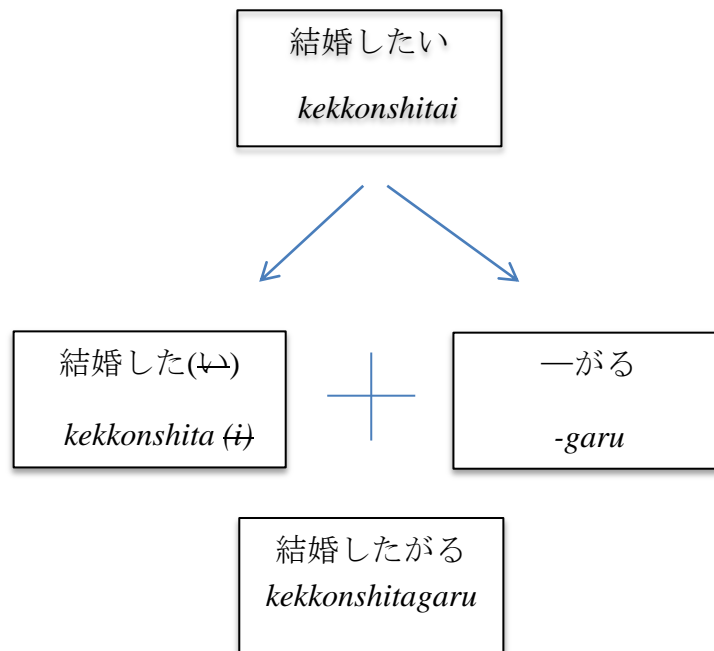 結婚したい
kekkonshitai
結婚した(い)
kekkonshita (i)
―がる
-garu
結婚したがる
kekkonshitagaru